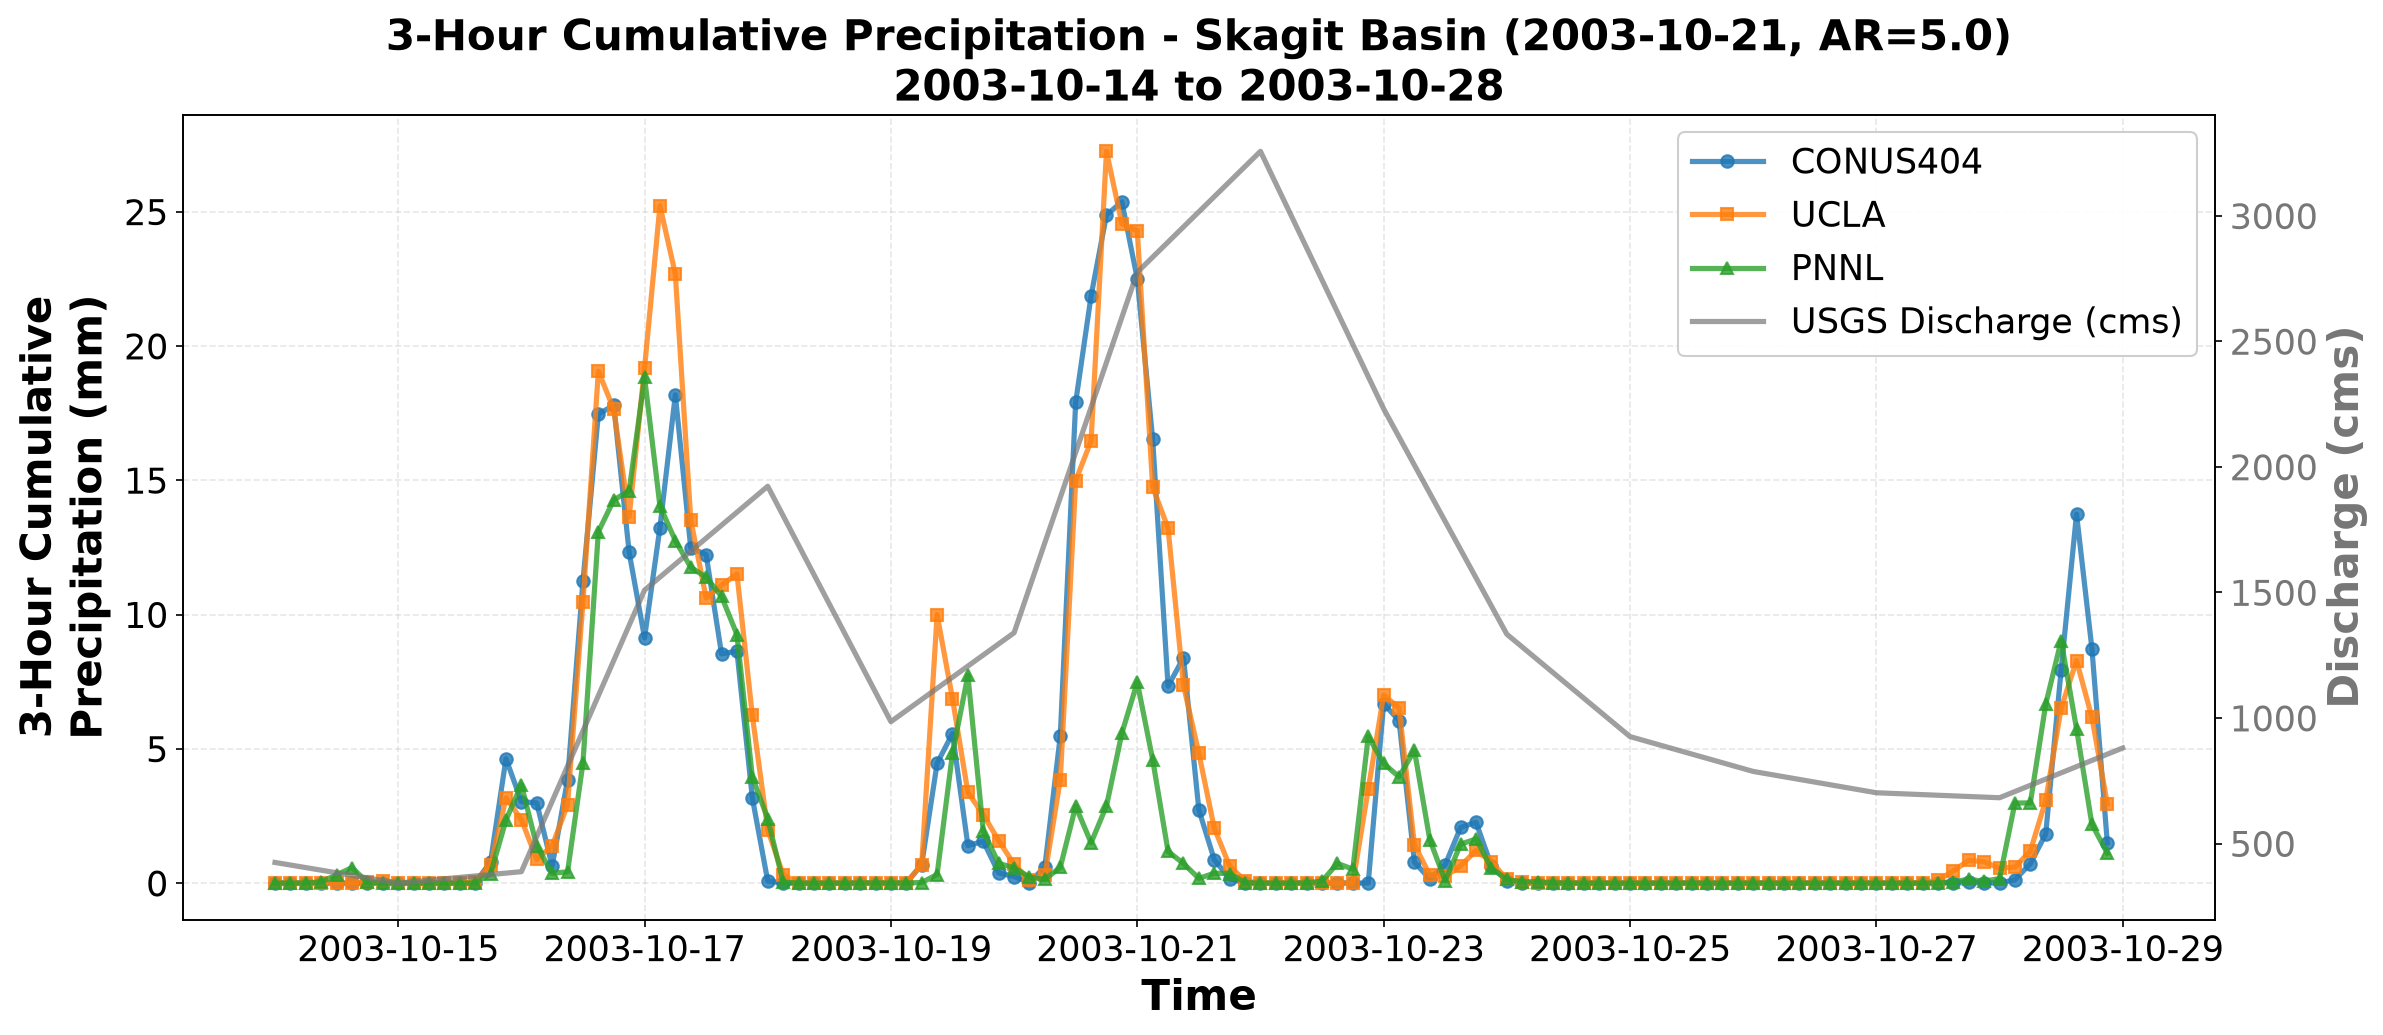 3-Hour Cumulative Precipitation - Skagit Basin (2003-10-21, AR=5.0)
2003-10-14 to 2003-10-28
3-Hour Cumulative
Precipitation (mm)
25
20
15
10
5
0
CONUS404
UCLA
PNNL
USGS Discharge (cms)
3000
2500
2000
1500
1000
500
Discharge (cms)
2003-10-15
2003-10-17
2003-10-19
2003-10-21
2003-10-23
2003-10-25
2003-10-27
2003-10-29
Time